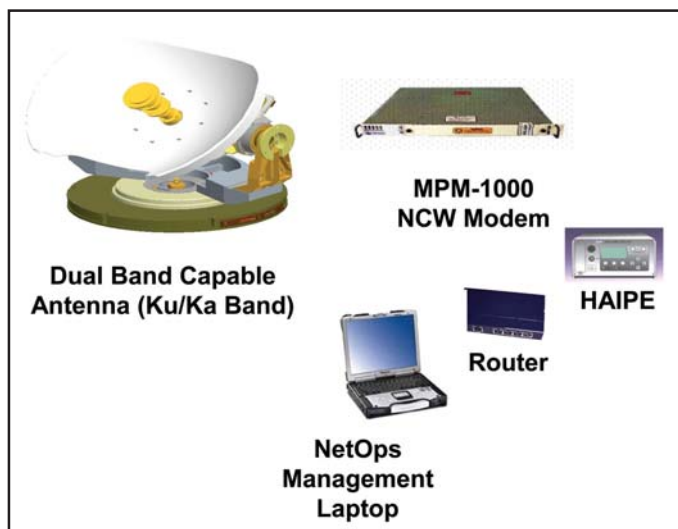 Dual Band Capable
Antenna (Ku/Ka Band)
MPM-1000
NCW Modem
HAIPE
Router
NetOps
Management
Laptop